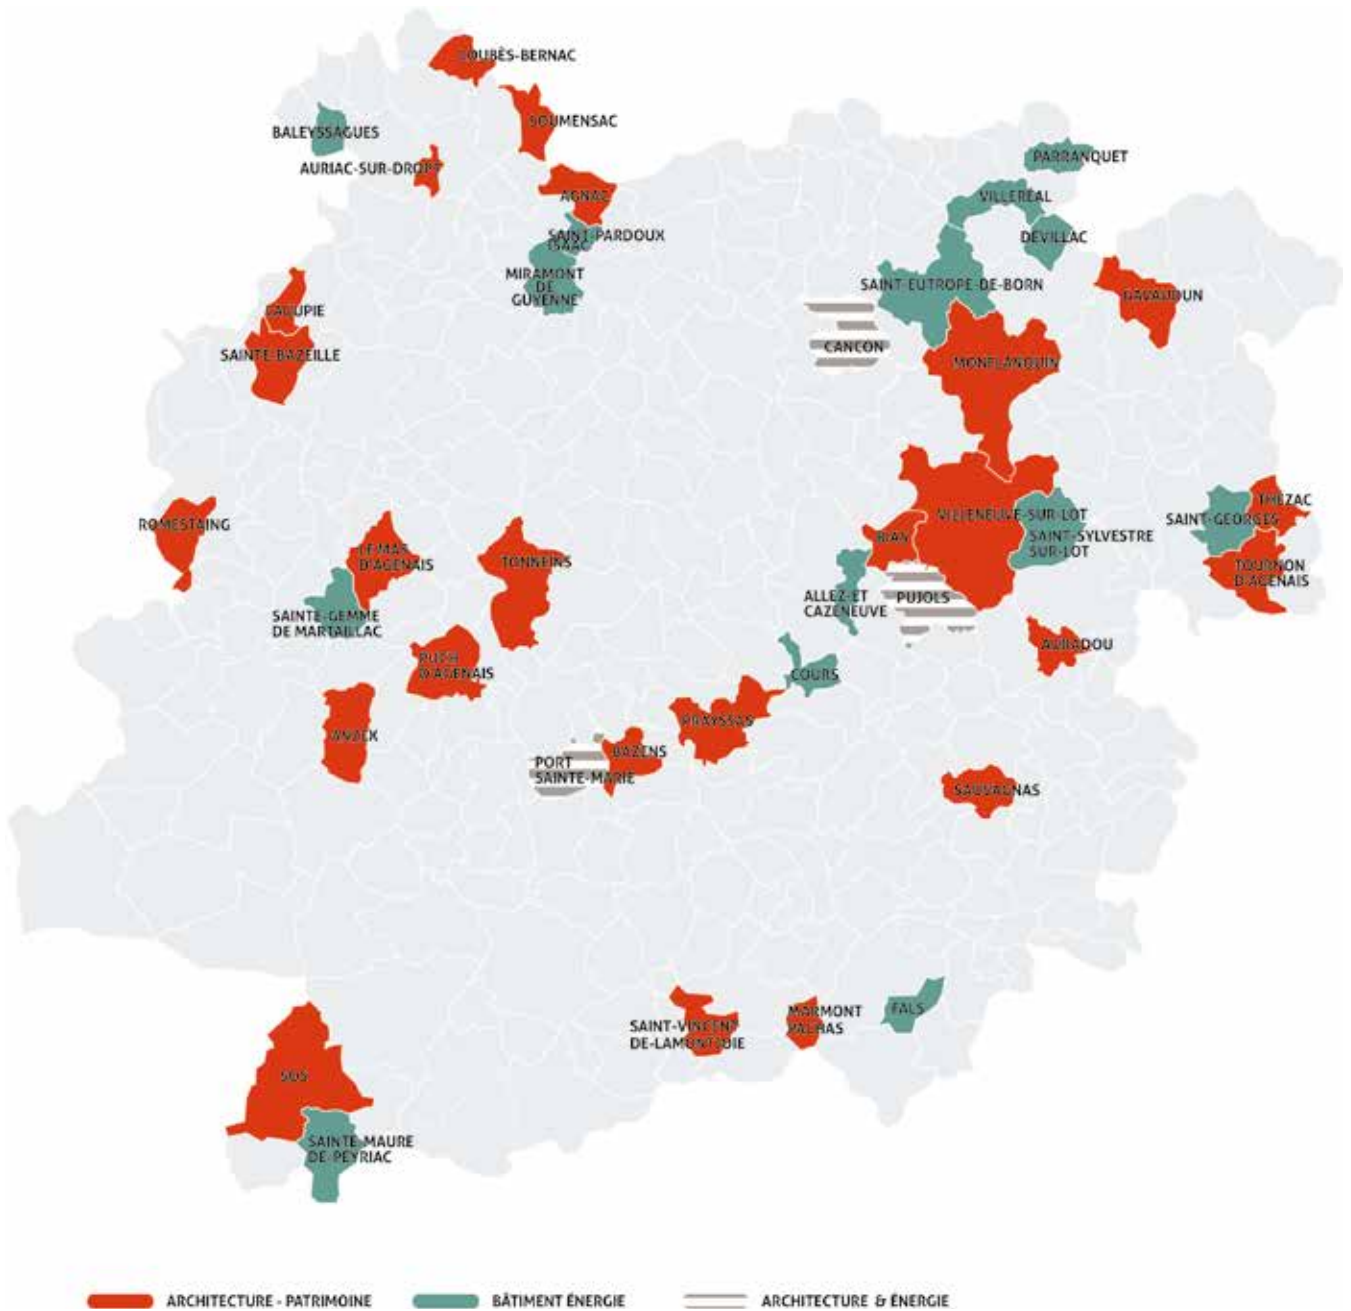 LOUBÈS-BERNAC
SOUMENSAC
BALEYSSAGUES
AURIAC-SUR-DROPT
PARRANQUET
AGNAC
VILLERÉAL
SAINT-PARDOUX
ISAAC
DÉVILLAC
MIRAMONT
DE
GUYENNE
SAINT-EUTROPE-DE-BORN
GAVAUDUN
LAGUPIE
CANCON
SAINTE-BAZEILLE
MONFLANQUIN
THÉZAC
ROMESTAING
VILLENEUVE-SUR-LOT
SAINT-GEORGES
SAINT-SYLVESTRE
SUR-LOT
BIAS
LE MAS
D'AGENAIS
TONNEINS
TOURNON
D'AGENAIS
ALLEZ-ET
CAZENEUVE
PUJOLS
SAINTE-GEMME
DE MARTAILLAC
AURADOU
PUCH
D'AGENAIS
COURS
PRAYSSAS
ANZEX
BAZENS
PORT
SAINTE-MARIE
SAUVAGNAS
FALS
MARMONT
PACHAS
SAINT-VINCENT
DE-LAMONTJOIE
SOS
SAINTE-MAURE
DE-PEYRIAC
ARCHITECTURE - PATRIMOINE
BÂTIMENT ÉNERGIE
ARCHITECTURE & ÉNERGIE